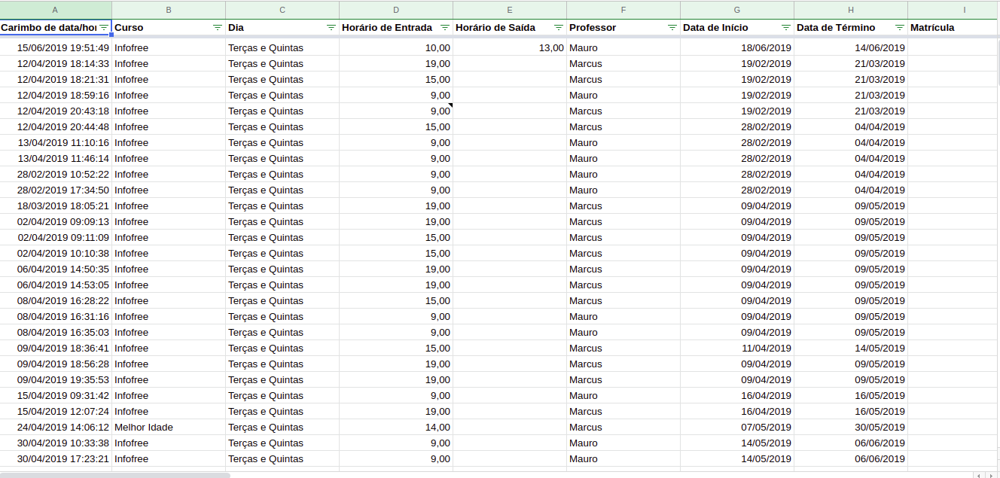 A B C D E F G H I
Carimbo de data/hor Curso Dia Horário de Entrada Horário de Saída Professor Data de Início Data de Término Matrícula
15/06/2019 19:51:49 Infofree Terças e Quintas 10,00 13,00 Mauro 18/06/2019 14/06/2019
12/04/2019 18:14:33 Infofree Terças e Quintas 19,00 Marcus 19/02/2019 21/03/2019
12/04/2019 18:21:31 Infofree Terças e Quintas 15,00 Marcus 19/02/2019 21/03/2019
12/04/2019 18:59:16 Infofree Terças e Quintas 9,00 Mauro 19/02/2019 21/03/2019
12/04/2019 20:43:18 Infofree Terças e Quintas 9,00 Marcus 19/02/2019 21/03/2019
12/04/2019 20:44:48 Infofree Terças e Quintas 15,00 Marcus 28/02/2019 04/04/2019
13/04/2019 11:10:16 Infofree Terças e Quintas 9,00 Mauro 28/02/2019 04/04/2019
13/04/2019 11:46:14 Infofree Terças e Quintas 9,00 Mauro 28/02/2019 04/04/2019
28/02/2019 10:52:22 Infofree Terças e Quintas 9,00 Mauro 28/02/2019 04/04/2019
28/02/2019 17:34:50 Infofree Terças e Quintas 9,00 Mauro 28/02/2019 04/04/2019
18/03/2019 18:05:21 Infofree Terças e Quintas 19,00 Marcus 09/04/2019 09/05/2019
02/04/2019 09:09:13 Infofree Terças e Quintas 19,00 Marcus 09/04/2019 09/05/2019
02/04/2019 09:11:09 Infofree Terças e Quintas 15,00 Marcus 09/04/2019 09/05/2019
02/04/2019 10:10:38 Infofree Terças e Quintas 15,00 Marcus 09/04/2019 09/05/2019
06/04/2019 14:50:35 Infofree Terças e Quintas 19,00 Marcus 09/04/2019 09/05/2019
06/04/2019 14:53:05 Infofree Terças e Quintas 19,00 Marcus 09/04/2019 09/05/2019
08/04/2019 16:28:22 Infofree Terças e Quintas 15,00 Marcus 09/04/2019 09/05/2019
08/04/2019 16:31:16 Infofree Terças e Quintas 9,00 Mauro 09/04/2019 09/05/2019
08/04/2019 16:35:03 Infofree Terças e Quintas 9,00 Mauro 09/04/2019 09/05/2019
09/04/2019 18:36:41 Infofree Terças e Quintas 15,00 Marcus 11/04/2019 14/05/2019
09/04/2019 18:56:28 Infofree Terças e Quintas 19,00 Marcus 09/04/2019 09/05/2019
09/04/2019 19:35:53 Infofree Terças e Quintas 19,00 Marcus 09/04/2019 09/05/2019
15/04/2019 09:31:42 Infofree Terças e Quintas 9,00 Mauro 16/04/2019 16/05/2019
15/04/2019 12:07:24 Infofree Terças e Quintas 19,00 Marcus 16/04/2019 16/05/2019
24/04/2019 14:06:12 Melhor Idade Terças e Quintas 14,00 Marcus 07/05/2019 30/05/2019
30/04/2019 10:33:38 Infofree Terças e Quintas 9,00 Mauro 14/05/2019 06/06/2019
30/04/2019 17:23:21 Infofree Terças e Quintas 9,00 Mauro 14/05/2019 06/06/2019